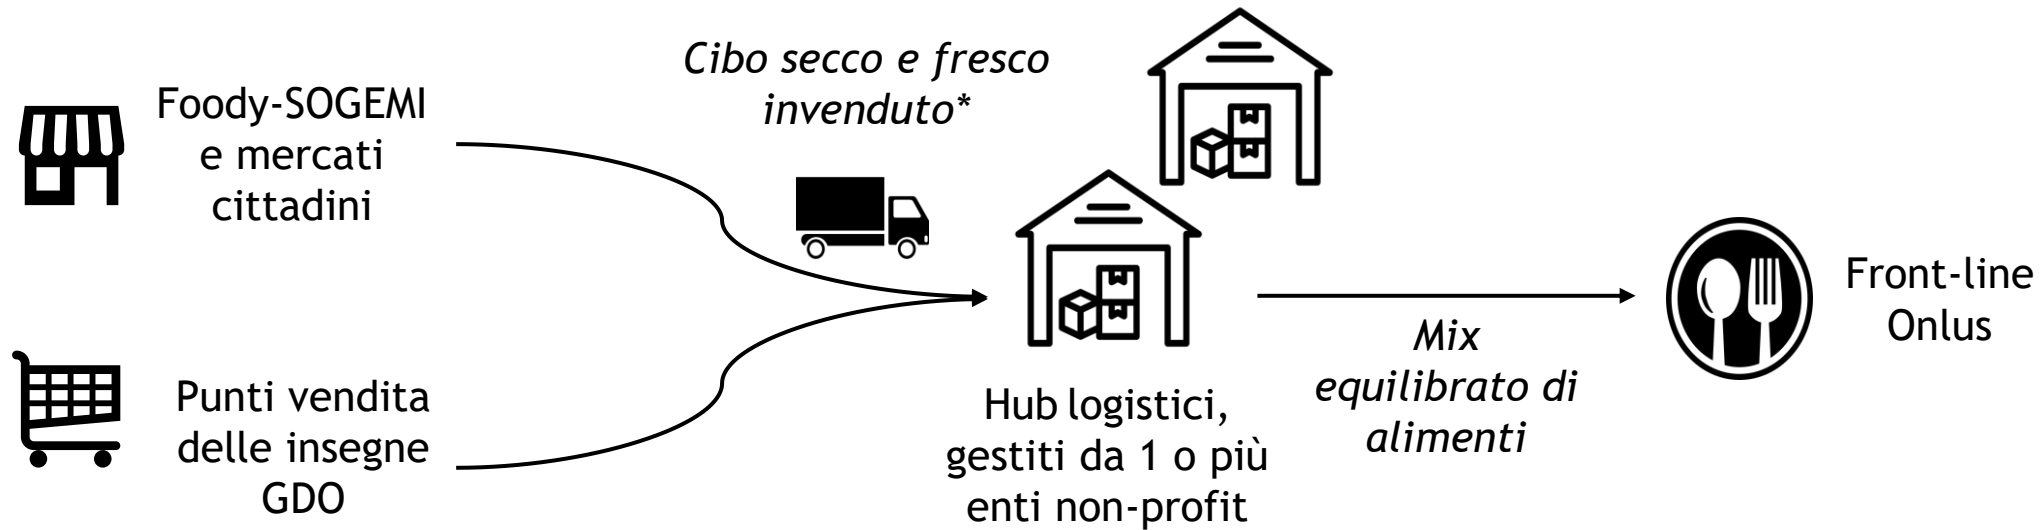 Foody-SOGEMI
e mercati
cittadini
Punti vendita
delle insegne
GDO
Cibo secco e fresco
invenduto*
Hub logistici,
gestiti da 1 o più
enti non-profit
Mix
equilibrato di
alimenti
Front-line
Onlus